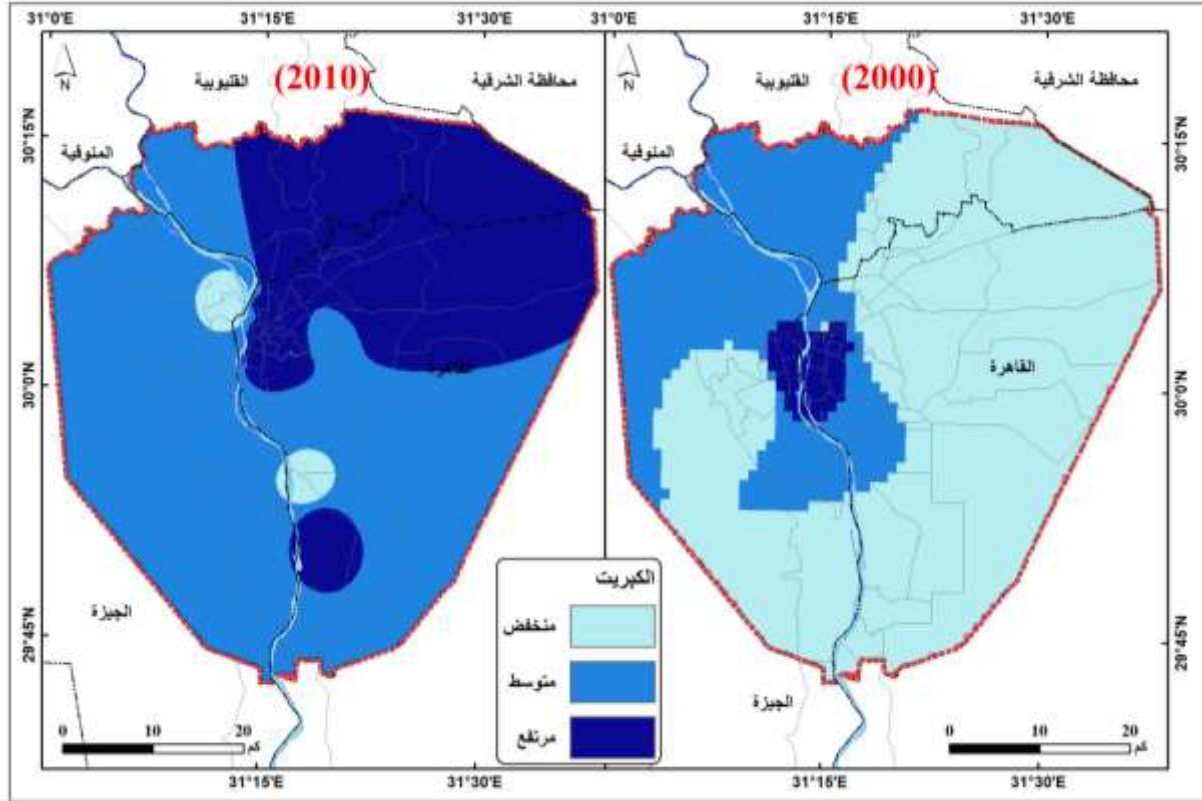 31°0'E 31°15'E 31°30'E 31°0'E 31°15'E 31°30'E
N
القليوبية
(2010)
محافظة الشرقية
N
القليوبية
(2000)
محافظة الشرقية
30°15'N
30°15'N
المنوفية
المنوفية
القاهرة
القاهرة
30°0'N
30°0'N
الجيزة
الجيزة
29°45'N
29°45'N
الكبريت
منخفض
متوسط
مرتفع
0 10 20
كم
0 10 20
كم
31°15'E 31°30'E 31°15'E 31°30'E